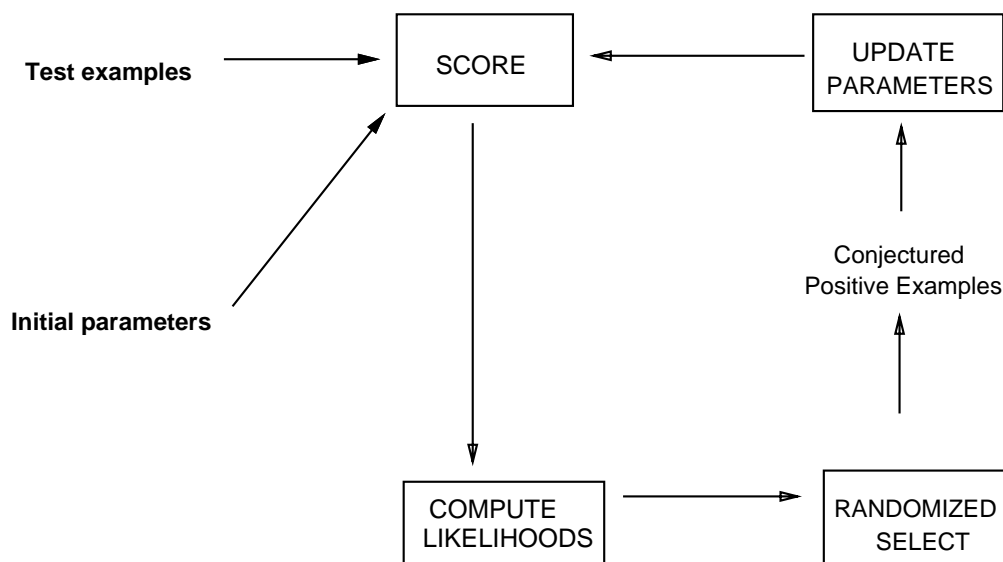 Test examples
SCORE
UPDATE
PARAMETERS
Conjectured
Positive Examples
Initial parameters
COMPUTE
LIKELIHOODS
RANDOMIZED
SELECT